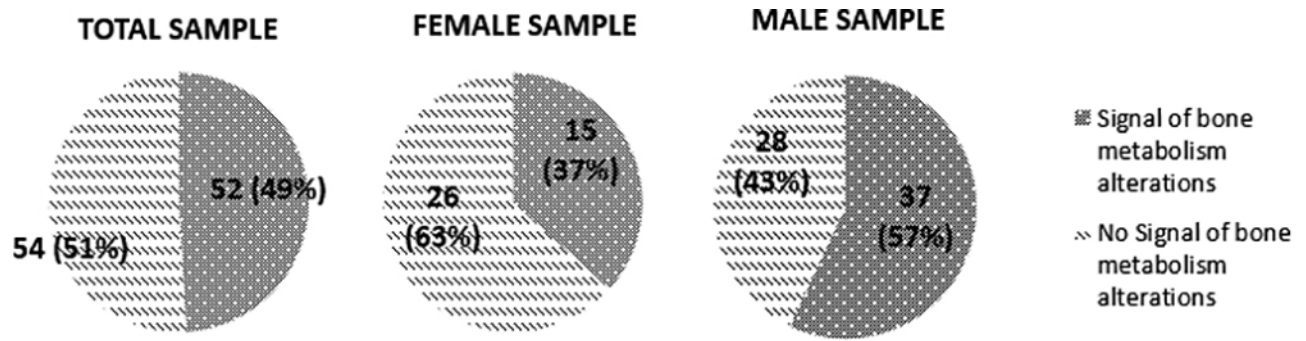 TOTAL SAMPLE
52 (49%)
54 (51%)
FEMALE SAMPLE
15
(37%)
26
(63%)
MALE SAMPLE
28
(43%)
37
(57%)
Signal of bone
metabolism
alterations
No Signal of bone
metabolism
alterations